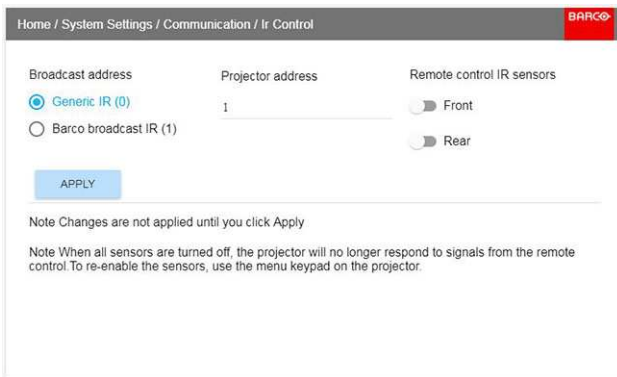 Home / System Settings / Communication / Ir Control
BARCO
Broadcast address
Projector address
Remote control IR sensors
Generic IR (0)
1
Front
Barco broadcast IR (1)
Rear
APPLY
Note Changes are not applied until you click Apply
Note When all sensors are turned off, the projector will no longer respond to signals from the remote
control.To re-enable the sensors, use the menu keypad on the projector.